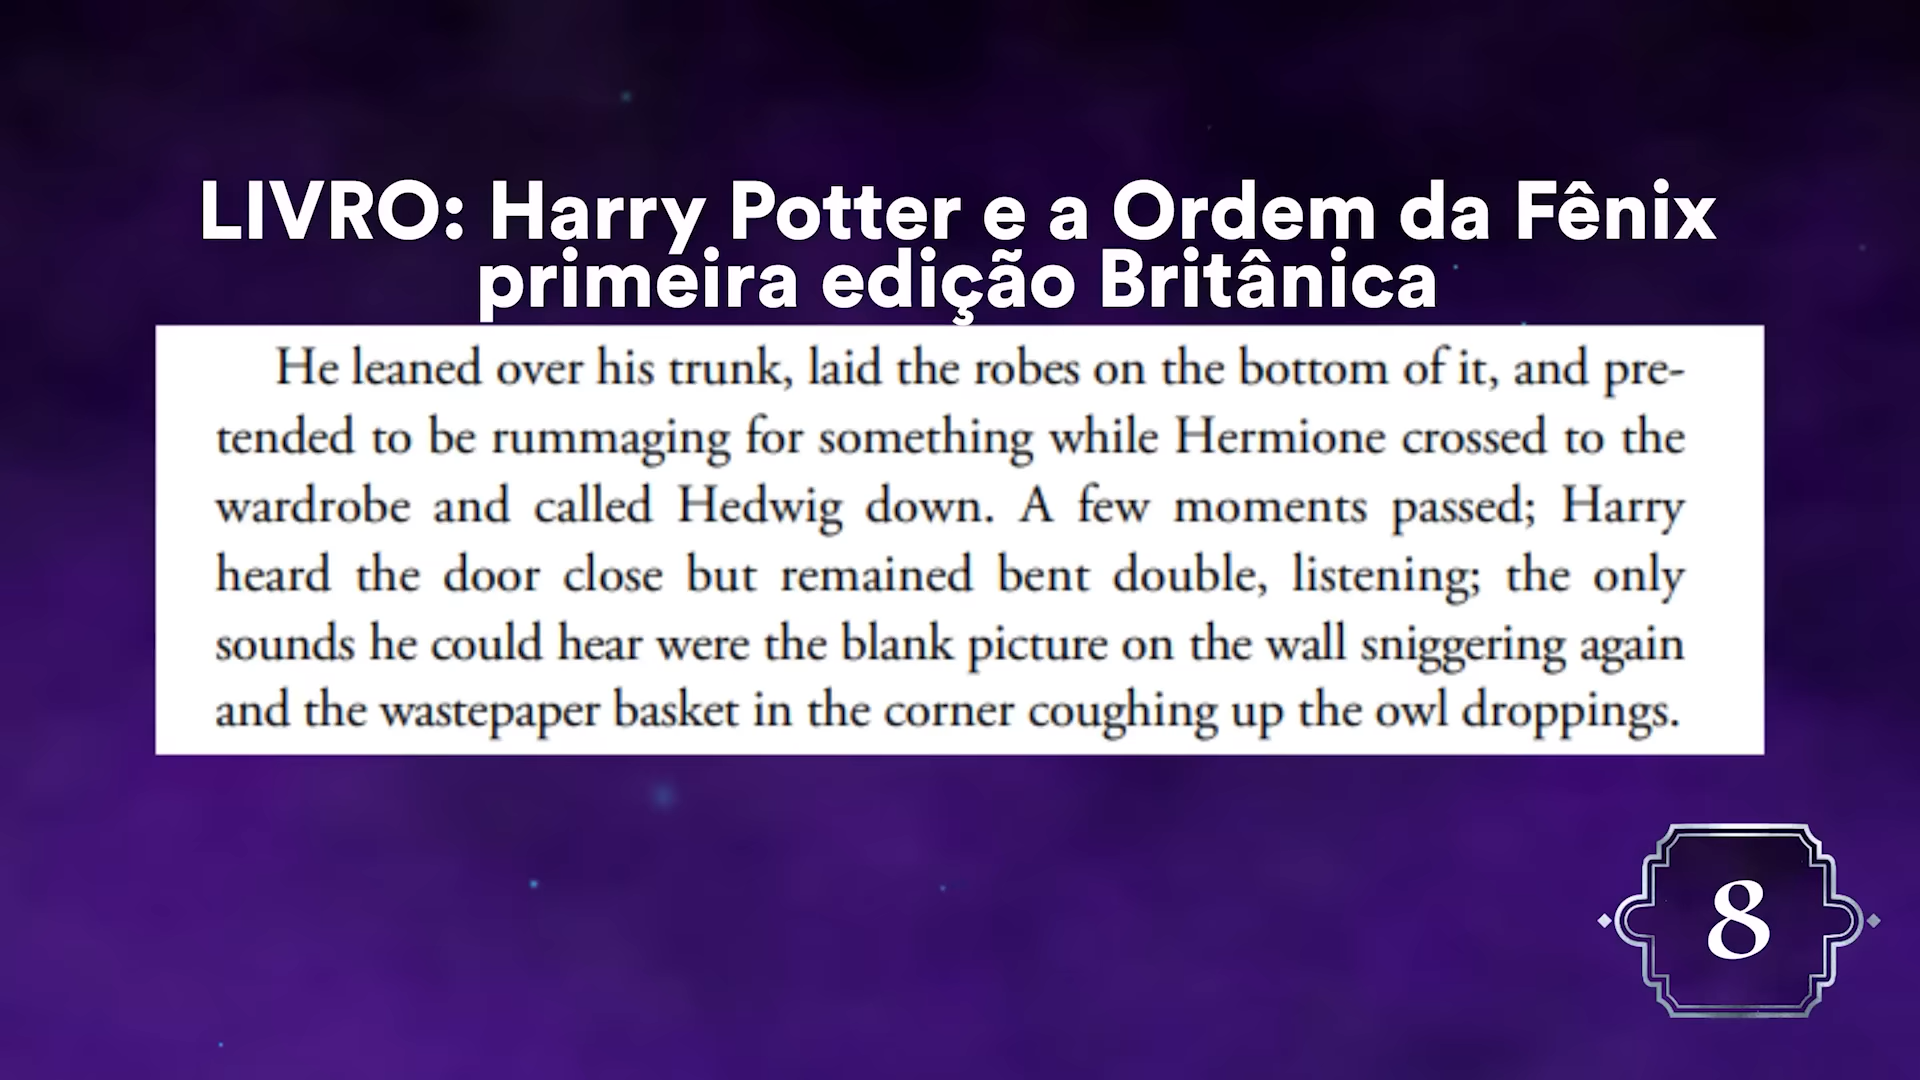 LIVRO: Harry Potter e a Ordem da Fênix
primeira edição Britânica
He leaned over his trunk, laid the robes on the bottom of it, and pre-
tended to be rummaging for something while Hermione crossed to the
wardrobe and called Hedwig down. A few moments passed; Harry
heard the door close but remained bent double, listening; the only
sounds he could hear were the blank picture on the wall sniggering again
and the wastepaper basket in the corner coughing up the owl droppings.
8